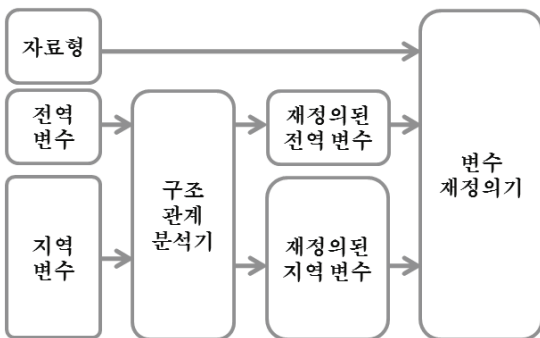 자료형
전역
변수
지역
변수
구조
관계
분석기
재정의된
전역 변수
재정의된
지역 변수
변수
재정의기